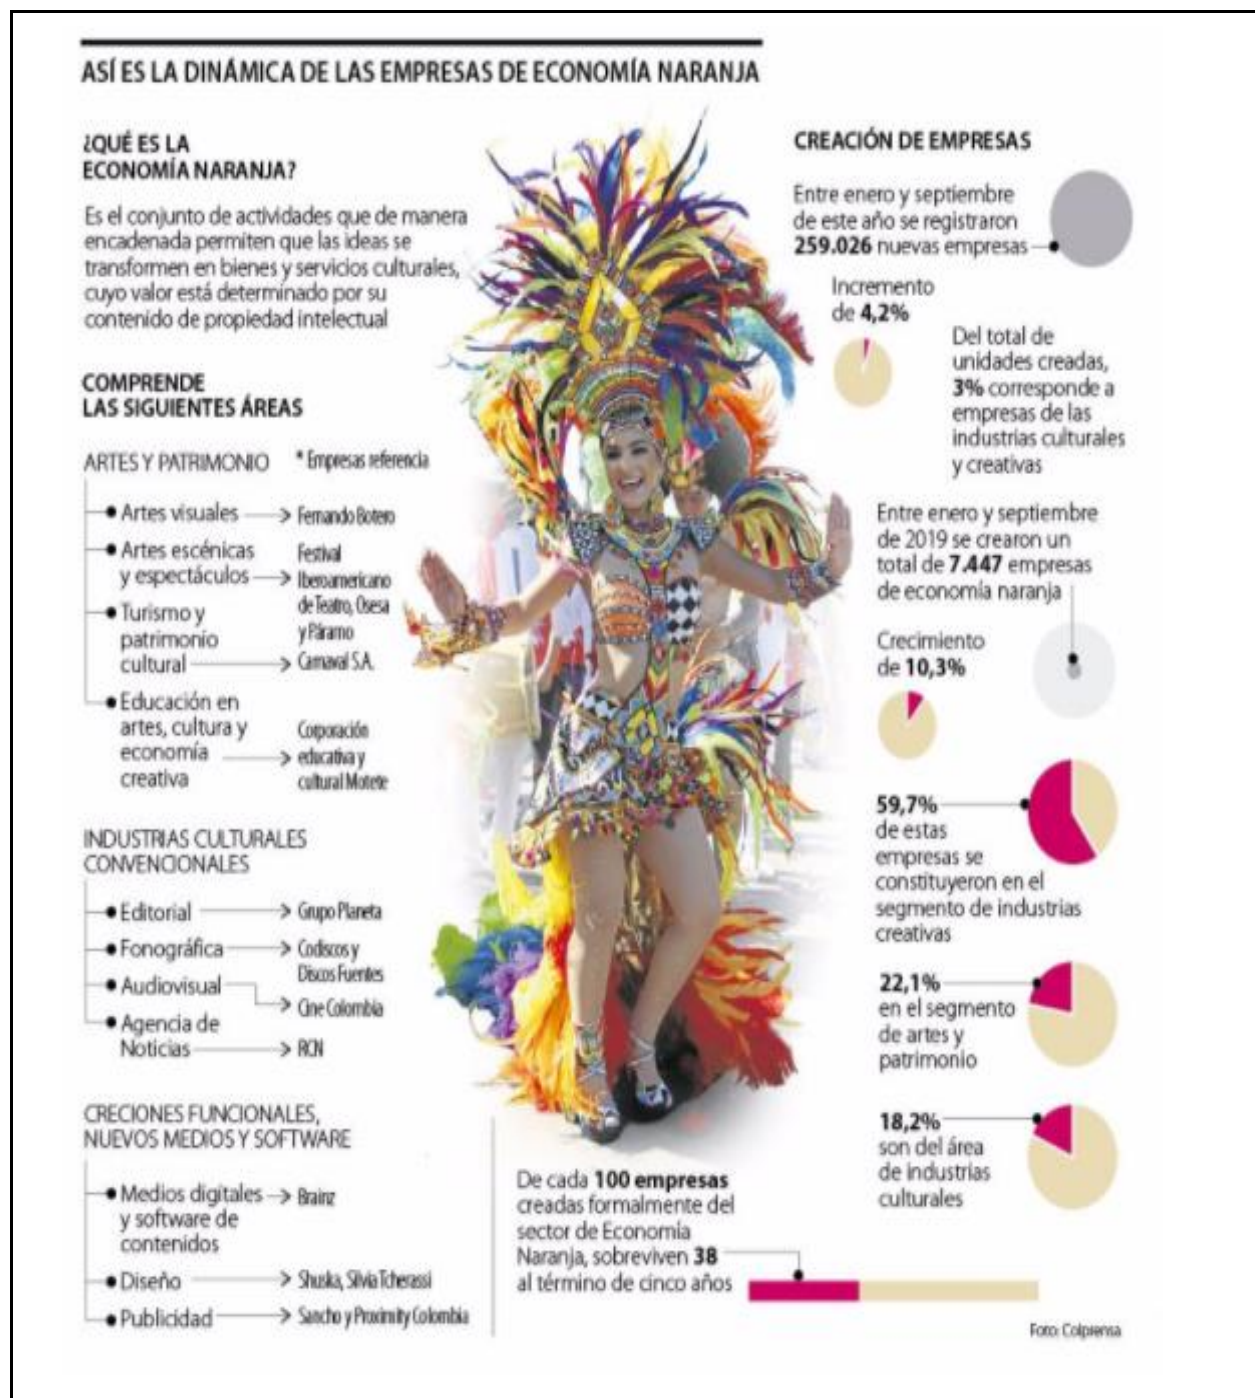 ASÍ ES LA DINÁMICA DE LAS EMPRESAS DE ECONOMÍA NARANJA
¿QUÉ ES LA
ECONOMÍA NARANJA?
Es el conjunto de actividades que de manera
encadenada permiten que las ideas se
transformen en bienes y servicios culturales,
cuyo valor está determinado por su
contenido de propiedad intelectual
COMPRENDE
LAS SIGUIENTES ÁREAS
ARTES Y PATRIMONIO
* Empresas referencia
Artes visuales
Fernando Botero
Artes escénicas
y espectáculos
Festival
Iberoamericano
de Teatro, Osesa
y Páramo
Turismo y
patrimonio
cultural
Carnaval S.A.
Educación en
artes, cultura y
economía
creativa
Corporación
educativa y
cultural Motete
INDUSTRIAS CULTURALES
CONVENCIONALES
Editorial
Grupo Planeta
Fonográfica
Codiscos y
Discos Fuentes
Audiovisual
Cine Colombia
Agencia de
Noticias
RCN
CRECIONES FUNCIONALES,
NUEVOS MEDIOS Y SOFTWARE
Medios digitales
y software de
contenidos
Brainz
Diseño
Shuska, Silvia Tcherassi
Publicidad
Sancho y Proximity Colombia
CREACIÓN DE EMPRESAS
Entre enero y septiembre
de este año se registraron
259.026 nuevas empresas
Incremento
de 4,2%
Del total de
unidades creadas,
3% corresponde a
empresas de las
industrias culturales
y creativas
Entre enero y septiembre
de 2019 se crearon un
total de 7.447 empresas
de economía naranja
Crecimiento
de 10,3%
59,7%
de estas
empresas se
constituyeron en el
segmento de industrias
creativas
22,1%
en el segmento
de artes y
patrimonio
18,2%
son del área
de industrias
culturales
De cada 100 empresas
creadas formalmente del
sector de Economía
Naranja, sobreviven 38
al término de cinco años
Foto: Colprensa